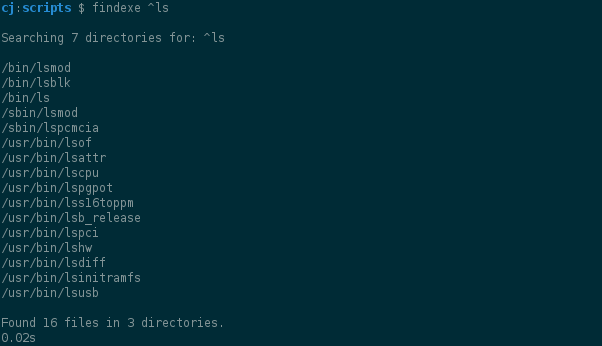 cj:scripts $ findexe ^ls
Searching 7 directories for: ^ls
/bin/lsmod
/bin/lsblk
/bin/ls
/sbin/lsmod
/sbin/lspcmcia
/usr/bin/lsof
/usr/bin/lsattr
/usr/bin/lscpu
/usr/bin/lspgpot
/usr/bin/lss16toppm
/usr/bin/lsb_release
/usr/bin/lspci
/usr/bin/lshw
/usr/bin/lsdiff
/usr/bin/lsinitramfs
/usr/bin/lsusb
Found 16 files in 3 directories.
0.02s